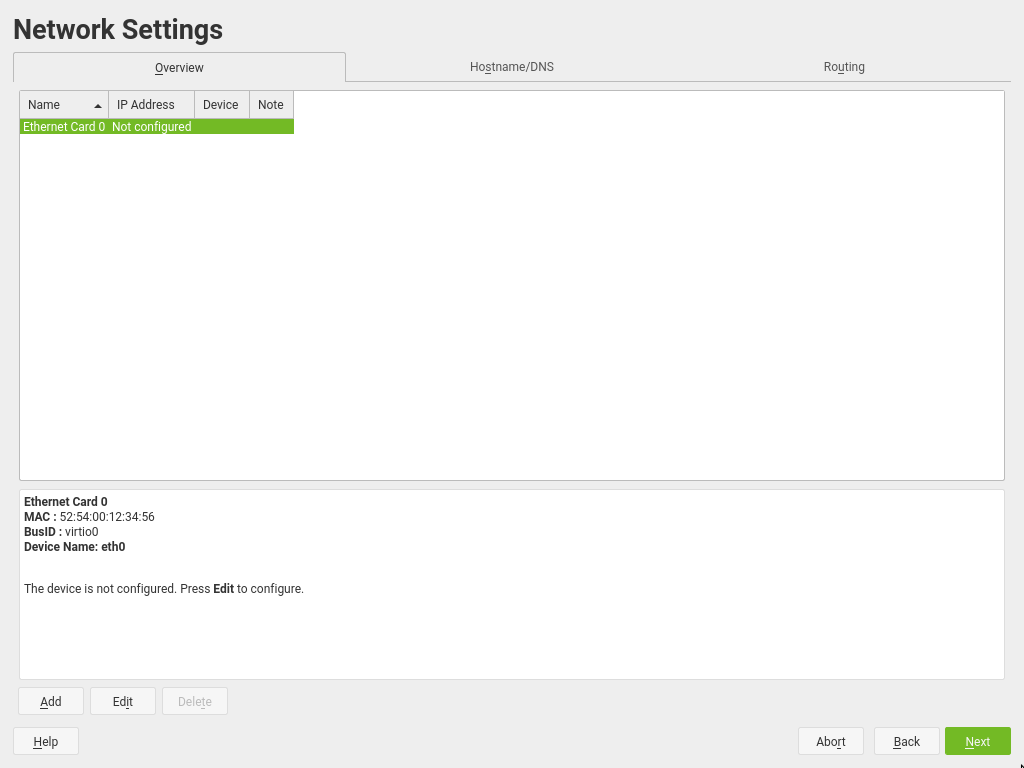 Network Settings
Overview
Hostname/DNS
Routing
Name IP Address Device Note
Ethernet Card 0 Not configured
Ethernet Card 0
MAC : 52:54:00:12:34:56
BusID : virtio0
Device Name: eth0
The device is not configured. Press Edit to configure.
Add Edit Delete
Help Abort Back Next